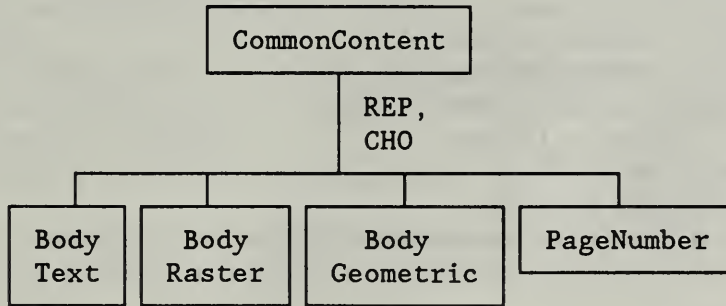 CommonContent
REP,
CHO
Body
Text
Body
Raster
Body
Geometric
PageNumber